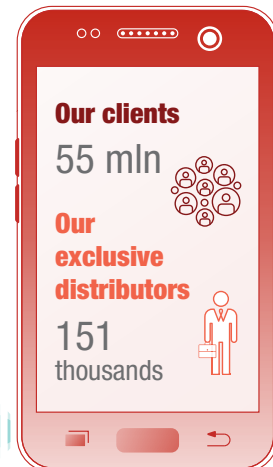 Our clients
55 mln
Our
exclusive
distributors
151
thousands